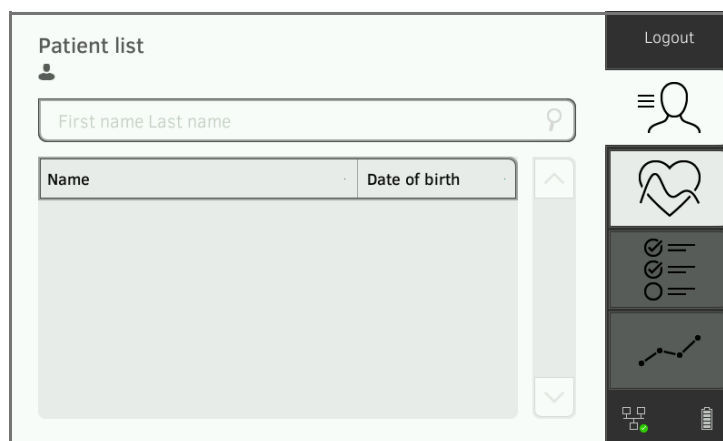 Patient list
First name Last name
Name Date of birth
Logout